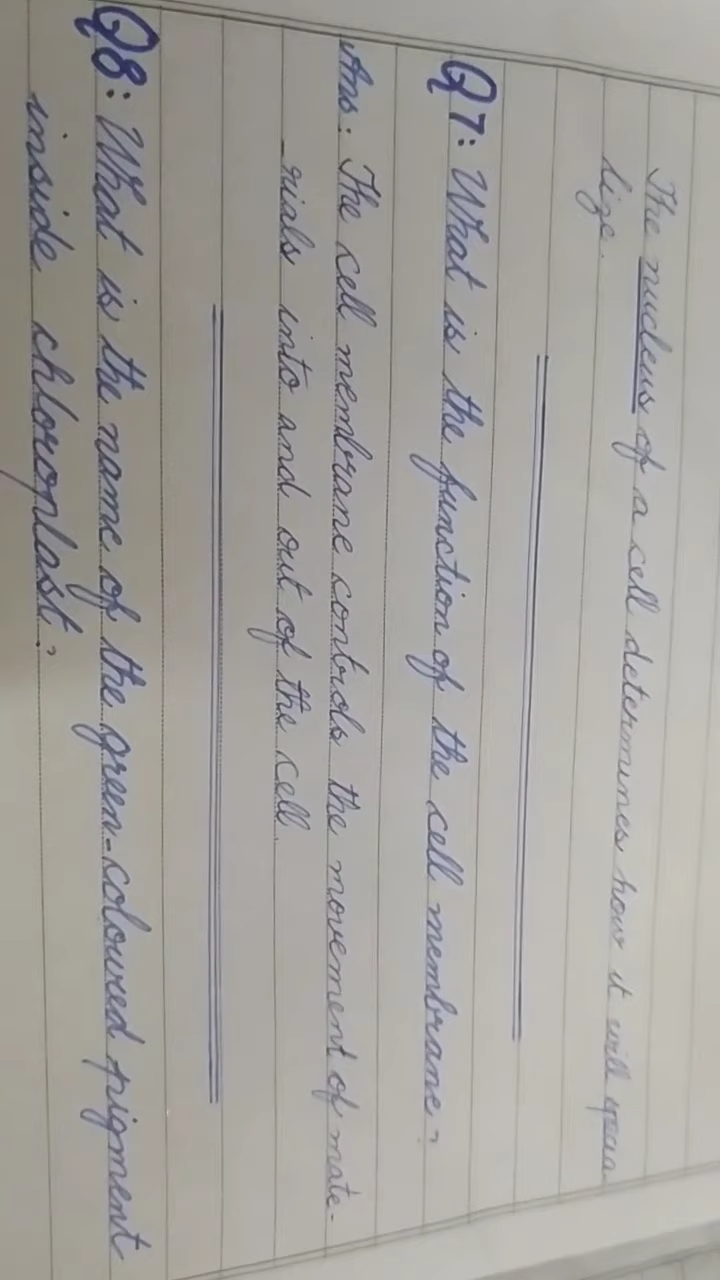 The nucleus of a cell determines how it will
lize.
Q7: What is the function of the cell membrane?
Ans: The cell membrane controls the movement of mate-
rials into and out of the cell.
Q8: What is the name of the green-coloured pigment
inside chloroplast?